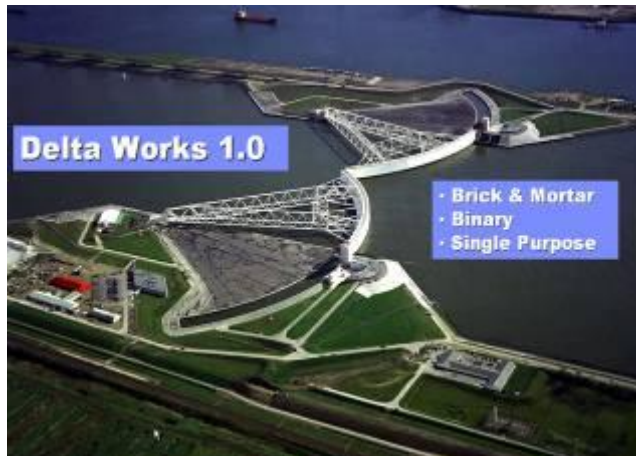 Delta Works 1.0
· Brick & Mortar
· Binary
· Single Purpose